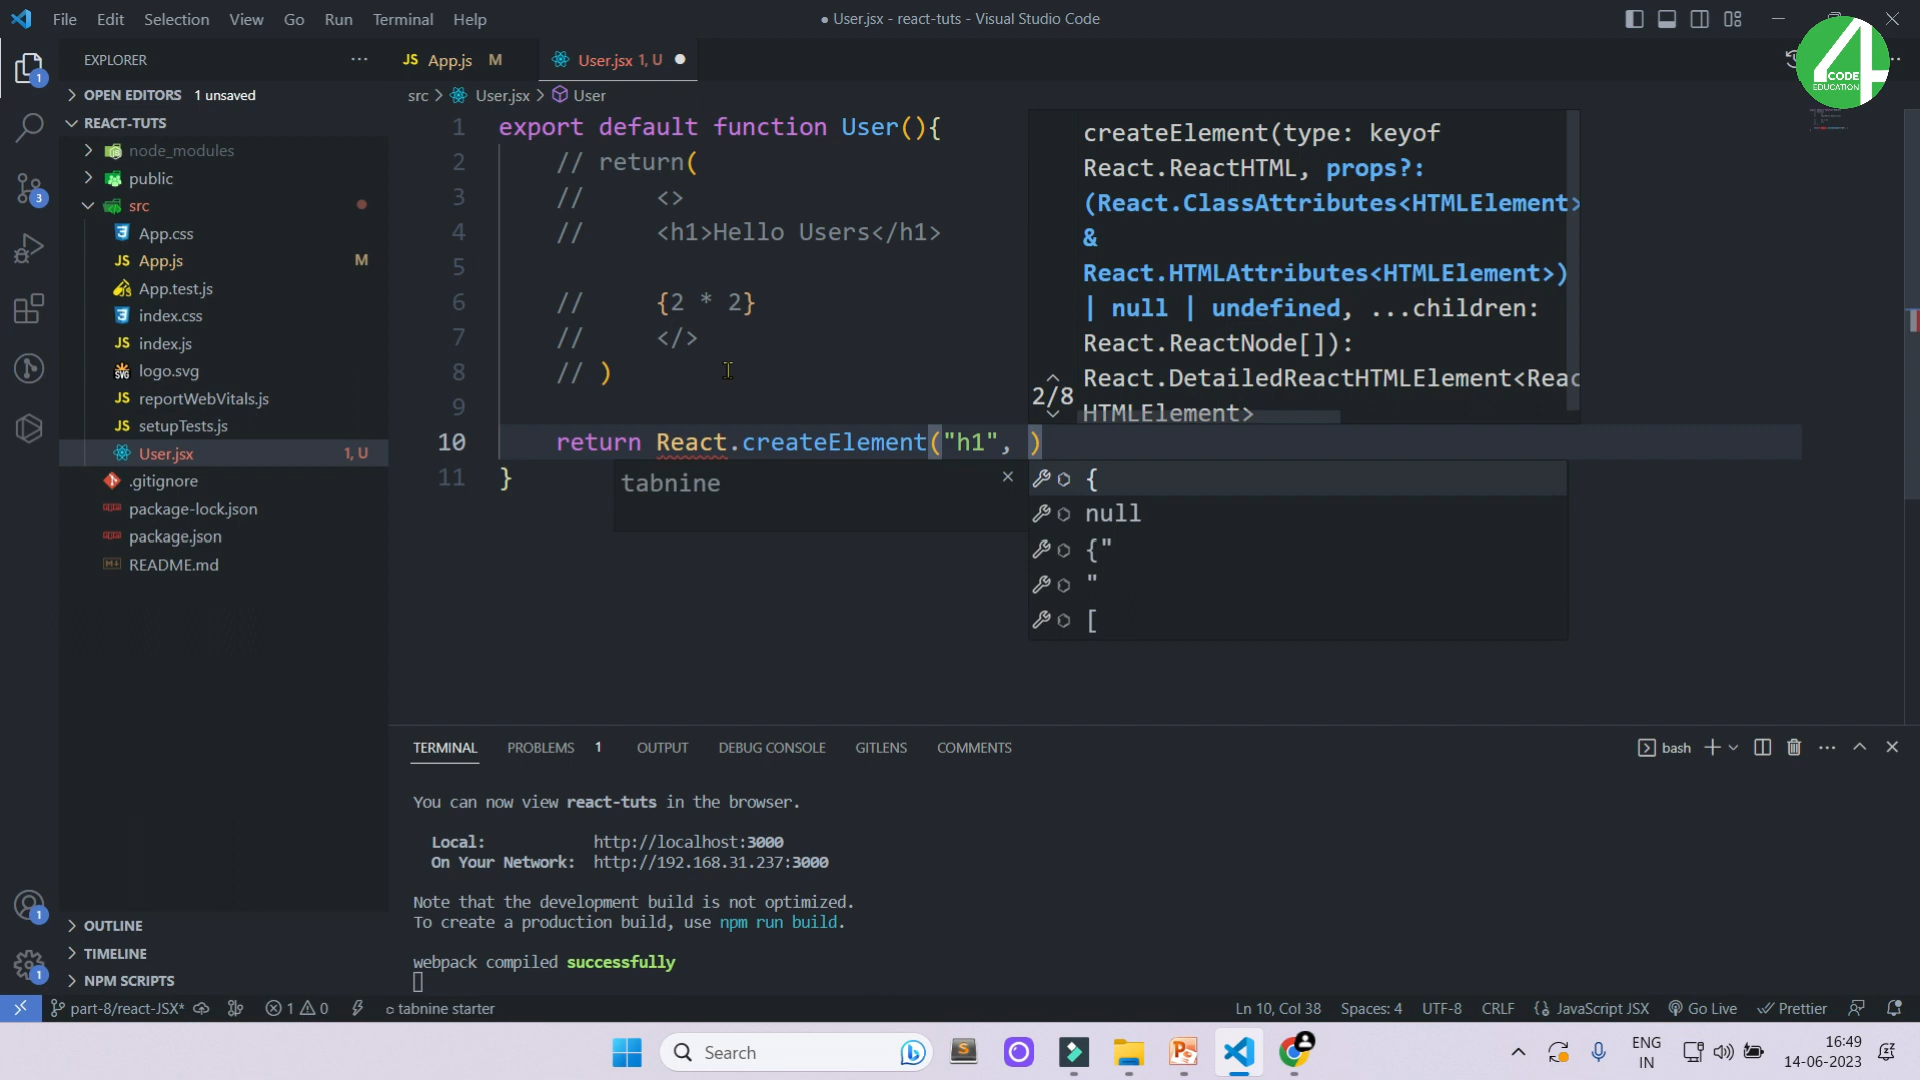 File Edit Selection View Go Run Terminal Help
● User.jsx - react-tuts - Visual Studio Code
4 CODE EDUCATION
EXPLORER ···
JS App.js M
User.jsx 1, U ●
OPEN EDITORS 1 unsaved
src > User.jsx > User
REACT-TUTS
node_modules
public
src
App.css
JS App.js M
App.test.js
index.css
JS index.js
logo.svg
JS reportWebVitals.js
JS setupTests.js
User.jsx 1, U
.gitignore
package-lock.json
package.json
README.md
OUTLINE
TIMELINE
NPM SCRIPTS
1 export default function User(){
2 // return(
3 // <>
4 // <h1>Hello Users</h1>
5
6 // {2 * 2}
7 // </>
8 // )
9
10 return React.createElement("h1", )
11 }
createElement(type: keyof
React.ReactHTML, props?:
(React.ClassAttributes<HTMLElement>
&
React.HTMLAttributes<HTMLElement>)
| null | undefined, ...children:
React.ReactNode[]):
React.DetailedReactHTMLElement<Reac
HTMLElement>
2/8
tabnine
{
null
{"
"
[
TERMINAL PROBLEMS 1 OUTPUT DEBUG CONSOLE GITLENS COMMENTS
bash
You can now view react-tuts in the browser.
Local: http://localhost:3000
On Your Network: http://192.168.31.237:3000
Note that the development build is not optimized.
To create a production build, use npm run build.
webpack compiled successfully
part-8/react-JSX* 1 0 tabnine starter
Ln 10, Col 38 Spaces: 4 UTF-8 CRLF JavaScript JSX Go Live Prettier
Search
ENG IN
16:49
14-06-2023